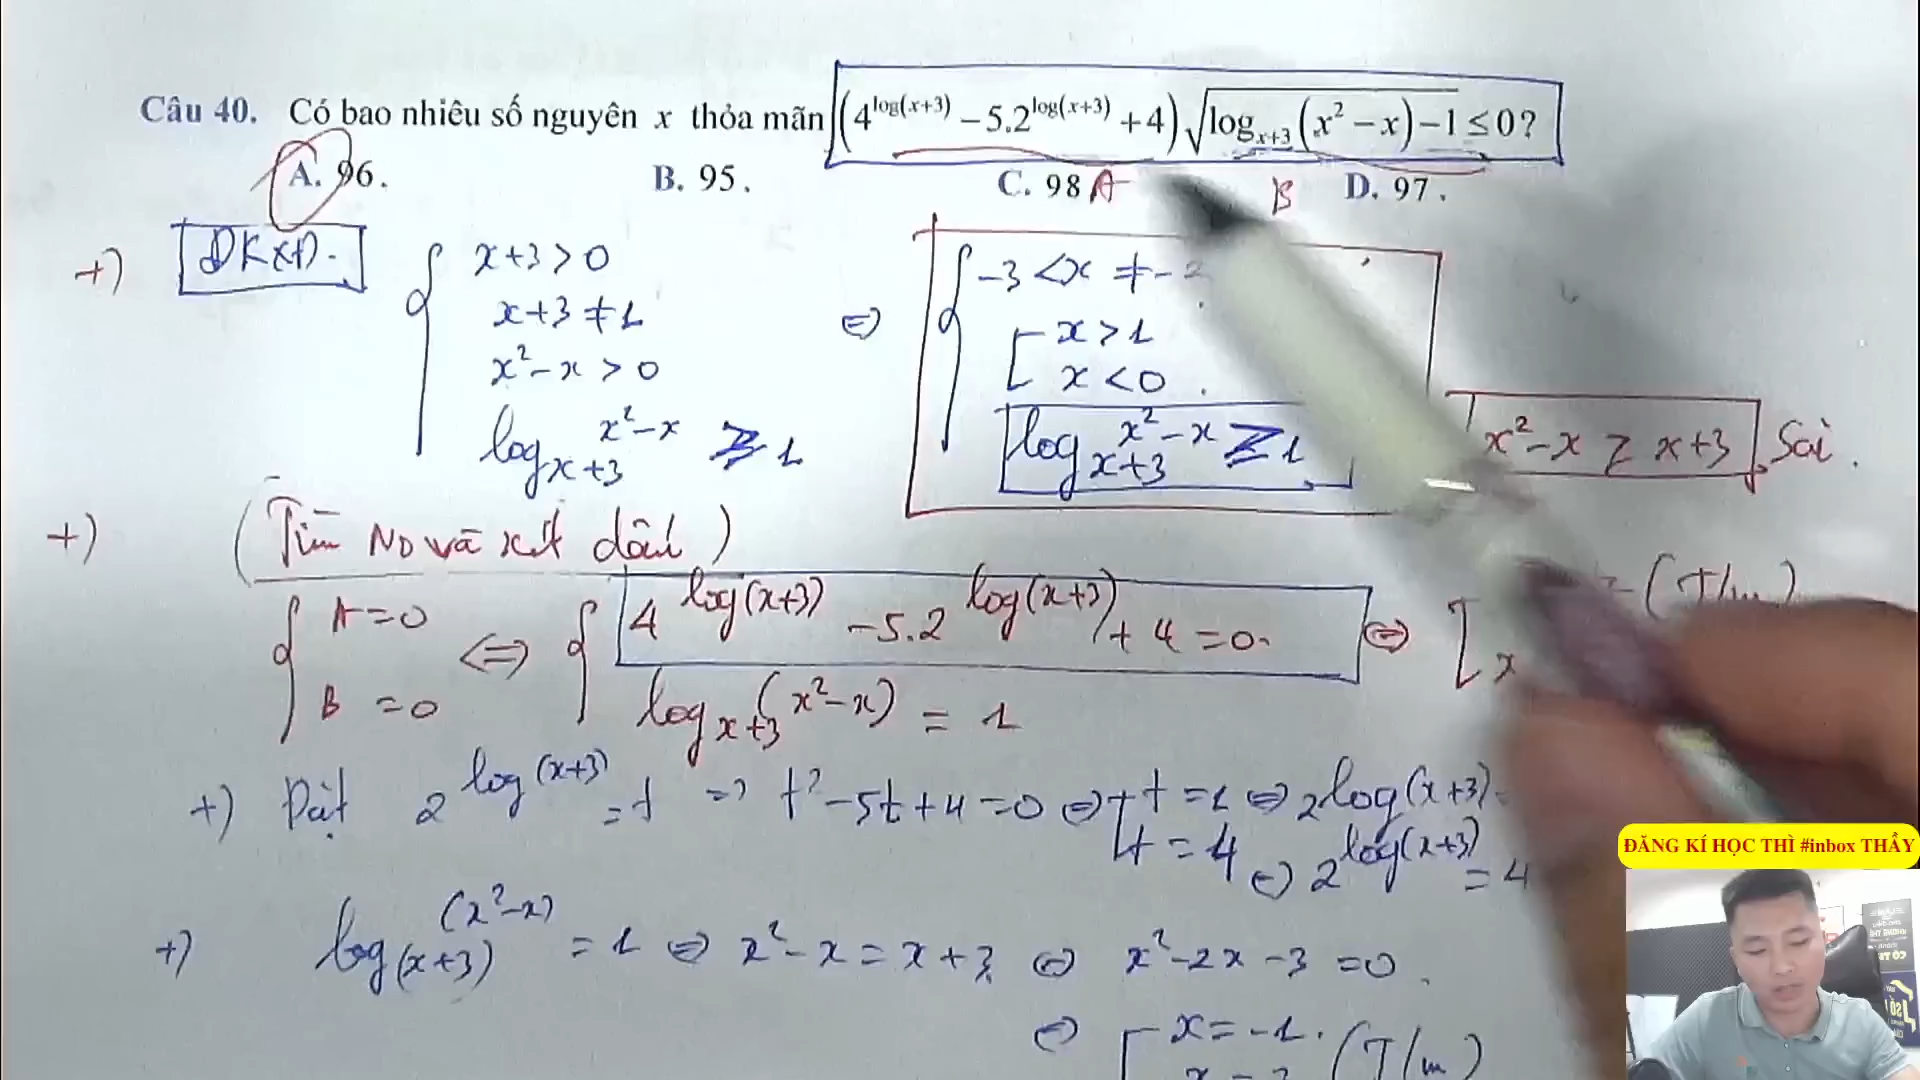 Câu 40. Có bao nhiêu số nguyên x thỏa mãn (4^{log(x+3)} – 5.2^{log(x+3)} + 4)√(log_{x+3}(x² – x) – 1) ≤ 0?
A. 96. B. 95. C. 98 A B D. 97.
+) ĐKXĐ.
x+3 > 0
x+3 ≠ 1
x² – x > 0
log_{x+3} x² – x ≥ 1
⇔
–3 < x ≠ –2
x > 1
x < 0
log_{x+3} x² – x ≥ 1
x² – x ≥ x+3 Sai.
+) (Tìm No và xét dấu)
A = 0
B = 0
⇔
4^{log(x+3)} – 5.2^{log(x+3)} + 4 = 0.
log_{x+3}(x² – x) = 1
⇔ (T/m)
x
+) Đặt 2^{log(x+3)} = t => t² – 5t + 4 = 0 ⇔ t = 1 ⇔ 2^{log(x+3)}
t = 4 ⇔ 2^{log(x+3)} = 4
+) log_{(x+3)}(x²–x) = 1 ⇔ x² – x = x+3 ⇔ x² – 2x – 3 = 0.
⇔ x = –1. (T/m)
ĐĂNG KÍ HỌC THÌ #inbox THẦY